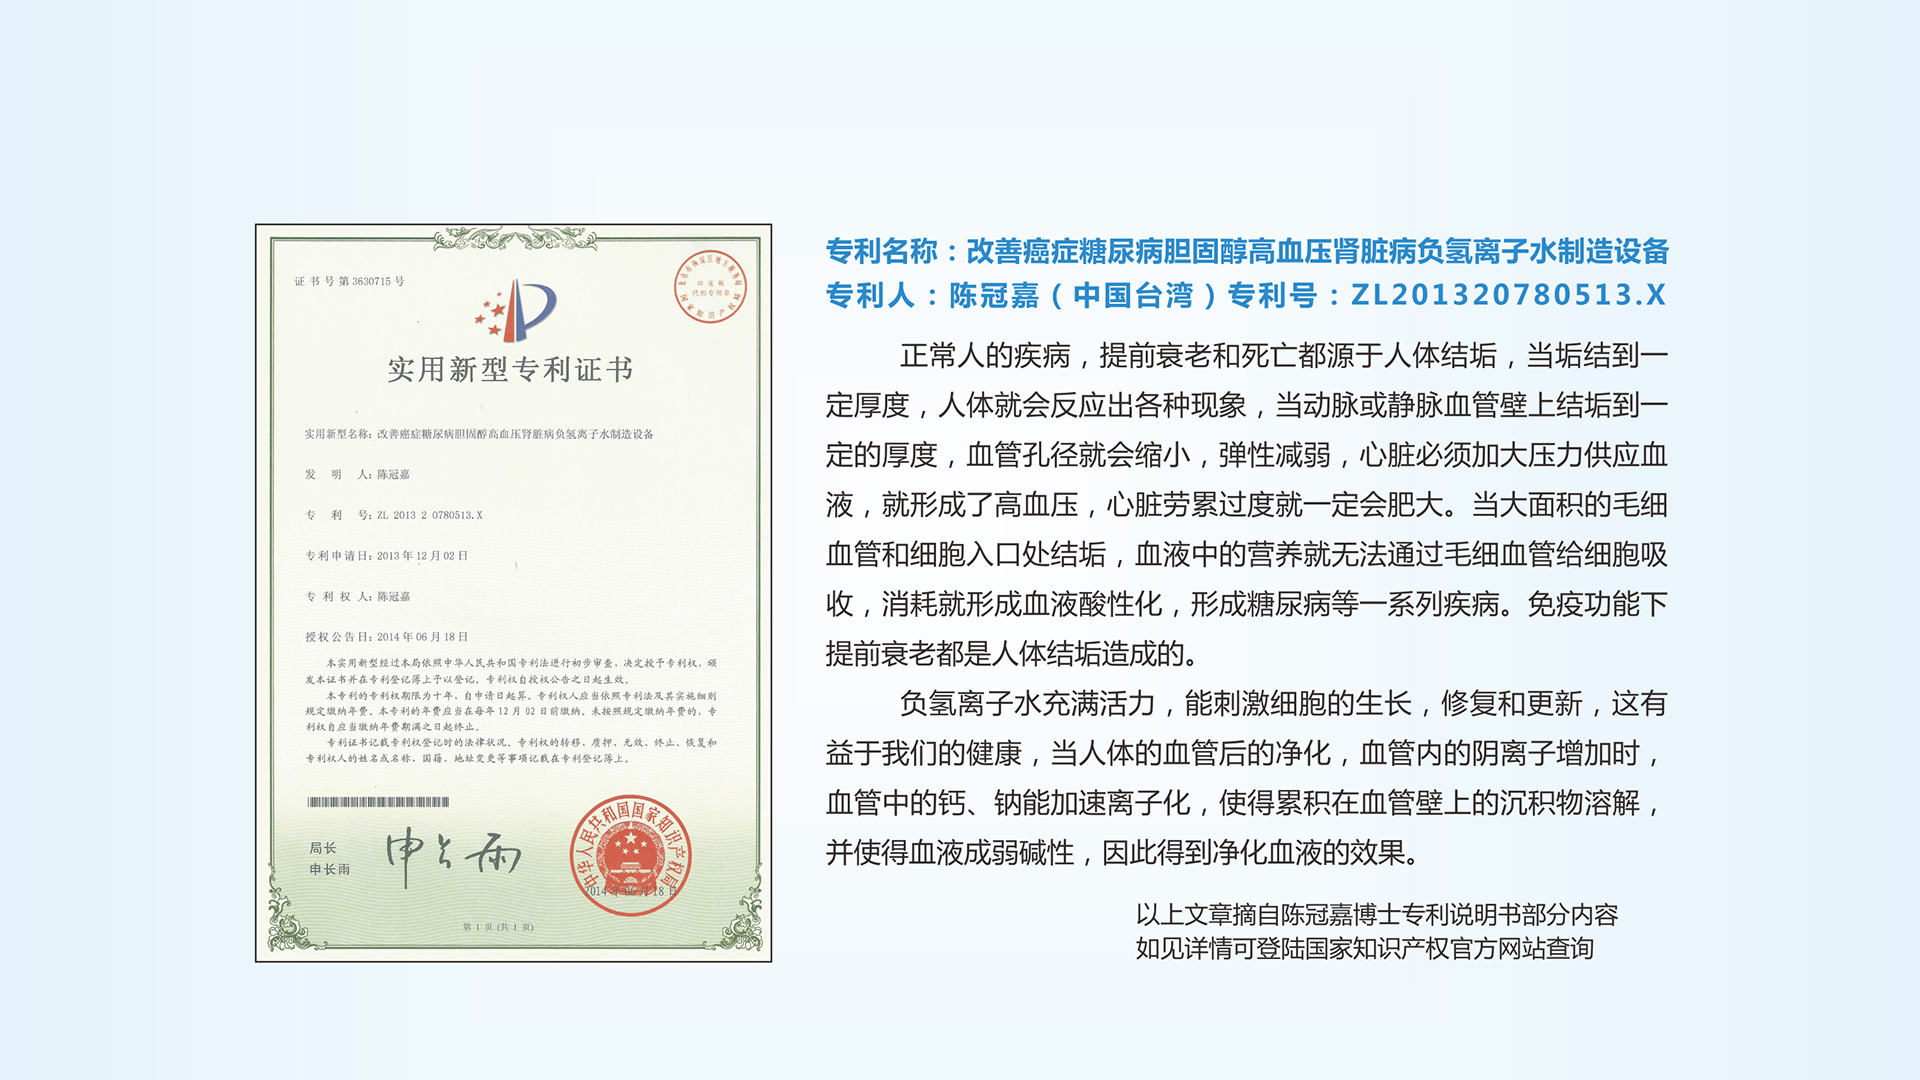 证书号第3630715号
实用新型专利证书
实用新型名称：改善癌症糖尿病胆固醇高血压肾脏病负氢离子水制造设备
发明人：陈冠嘉
专利号：ZL 2013 2 0780513.X
专利申请日：2013年12月02日
专利权人：陈冠嘉
授权公告日：2014年06月18日
本实用新型经过本局依照中华人民共和国专利法进行初步审查，决定授予专利权，颁
发本证书并在专利登记簿上予以登记。专利权自授权公告之日起生效。
本专利的专利权期限为十年，自申请日起算。专利权人应当依照专利法及其实施细则
规定缴纳年费。本专利的年费应当在每年12月02日前缴纳。未按照规定缴纳年费的，专
利权自应当缴纳年费期满之日起终止。
专利证书记载专利权登记时的法律状况。专利权的转移、质押、无效、终止、恢复和
专利权人的姓名或名称、国籍、地址变更等事项记载在专利登记簿上。
局长
申长雨
申长雨
中华人民共和国国家知识产权局
2014年06月18日
第1页（共1页）
专利名称：改善癌症糖尿病胆固醇高血压肾脏病负氢离子水制造设备
专利人：陈冠嘉（中国台湾）专利号：ZL201320780513.X
正常人的疾病，提前衰老和死亡都源于人体结垢，当垢结到一
定厚度，人体就会反应出各种现象，当动脉或静脉血管壁上结垢到一
定的厚度，血管孔径就会缩小，弹性减弱，心脏必须加大压力供应血
液，就形成了高血压，心脏劳累过度就一定会肥大。当大面积的毛细
血管和细胞入口处结垢，血液中的营养就无法通过毛细血管给细胞吸
收，消耗就形成血液酸性化，形成糖尿病等一系列疾病。免疫功能下
提前衰老都是人体结垢造成的。
负氢离子水充满活力，能刺激细胞的生长，修复和更新，这有
益于我们的健康，当人体的血管后的净化，血管内的阴离子增加时，
血管中的钙、钠能加速离子化，使得累积在血管壁上的沉积物溶解，
并使得血液成弱碱性，因此得到净化血液的效果。
以上文章摘自陈冠嘉博士专利说明书部分内容
如见详情可登陆国家知识产权官方网站查询